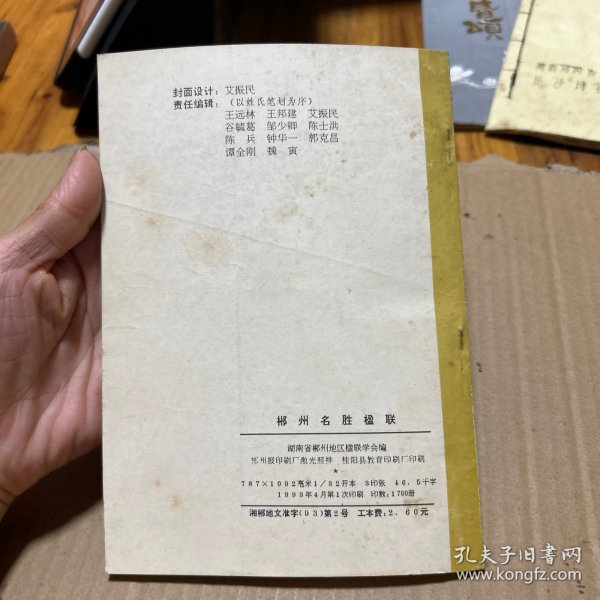 封面设计：艾振民
责任编辑：（以姓氏笔划为序）
王远林 王邦建 艾振民
谷毓葛 邹少卿 陈士洪
陈 兵 钟华一 郭克昌
谭全刚 魏 寅
郴州名胜楹联
湖南省郴州地区楹联学会编
郴州报印刷厂激光照排 桂阳县教育印刷厂印刷
★
787×1092毫米1/32开本 3印张 46.5千字
1993年4月第1次印刷 印数：1700册
湘郴地文准字(93)第2号 工本费：2.60元
孔夫子旧书网
www.kongfz.com